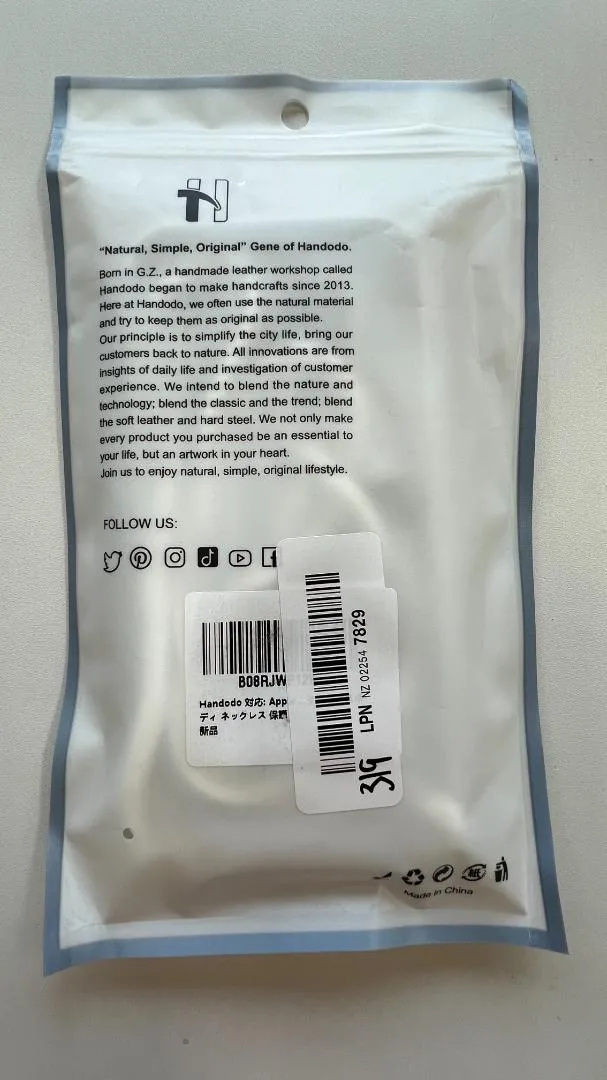 “Natural, Simple, Original” Gene of Handodo.
Born in G.Z., a handmade leather workshop called
Handodo began to make handcrafts since 2013.
Here at Handodo, we often use the natural material
and try to keep them as original as possible.
Our principle is to simplify the city life, bring our
customers back to nature. All innovations are from
insights of daily life and investigation of customer
experience. We intend to blend the nature and
technology; blend the classic and the trend; blend
the soft leather and hard steel. We not only make
every product you purchased be an essential to
your life, but an artwork in your heart.
Join us to enjoy natural, simple, original lifestyle.
FOLLOW US:
B08RJW
Handodo 対応: App
ディ ネックレス 保
新品
LPN NZ 02254 7829
319
紙
Made in China